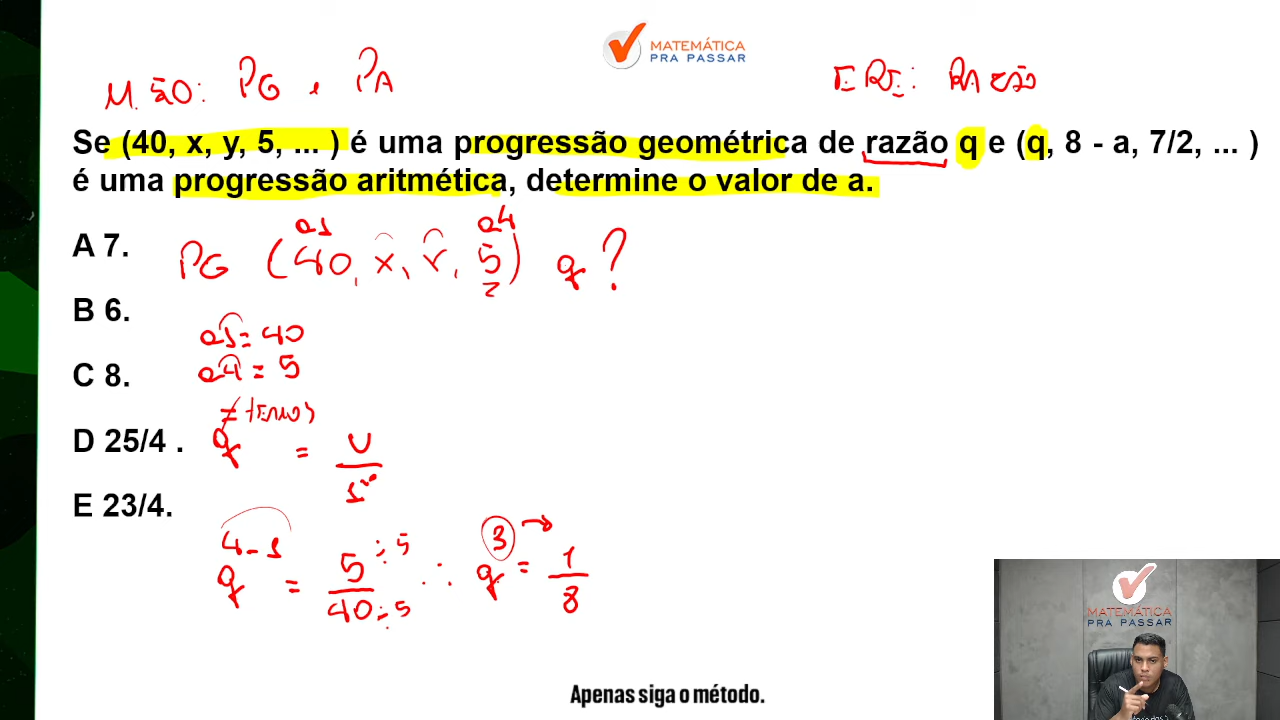 MATEMÁTICA
PRA PASSAR
M. ÃO: PG e PA
ERE: RAZÃO
Se (40, x, y, 5, ... ) é uma progressão geométrica de razão q e (q, 8 - a, 7/2, ... )
é uma progressão aritmética, determine o valor de a.
A 7.
a1 a4
PG (40, x, y, 5) q ?
B 6.
a1 = 40
C 8.
a4 = 5
≠ TERMOS
D 25/4 .
q = U/1º
E 23/4.
q^(4-1) = 5/40 ÷5 ÷5 ∴ q^3 = 1/8
MATEMÁTICA
PRA PASSAR
Apenas siga o método.